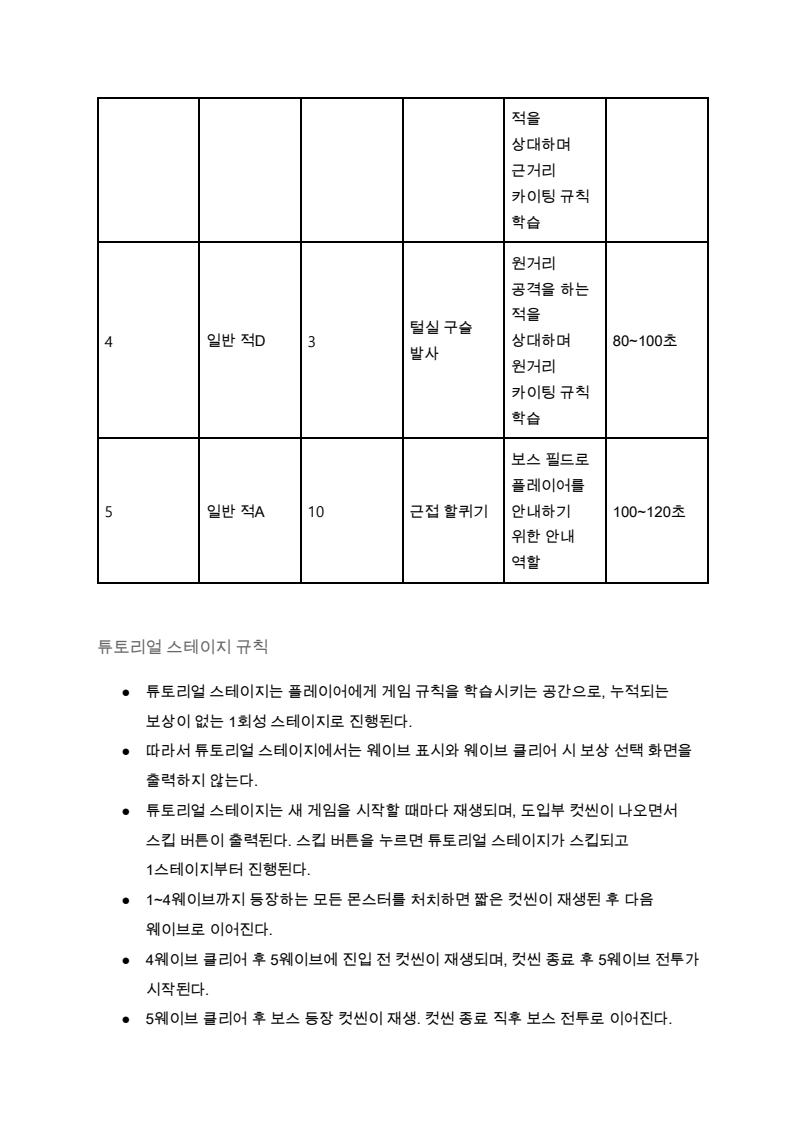 적을
상대하며
근거리
카이팅 규칙
학습
4
일반 적D
3
털실 구슬
발사
원거리
공격을 하는
적을
상대하며
원거리
카이팅 규칙
학습
80~100초
5
일반 적A
10
근접 할퀴기
보스 필드로
플레이어를
안내하기
위한 안내
역할
100~120초
튜토리얼 스테이지 규칙
● 튜토리얼 스테이지는 플레이어에게 게임 규칙을 학습시키는 공간으로, 누적되는
보상이 없는 1회성 스테이지로 진행된다.
● 따라서 튜토리얼 스테이지에서는 웨이브 표시와 웨이브 클리어 시 보상 선택 화면을
출력하지 않는다.
● 튜토리얼 스테이지는 새 게임을 시작할 때마다 재생되며, 도입부 컷씬이 나오면서
스킵 버튼이 출력된다. 스킵 버튼을 누르면 튜토리얼 스테이지가 스킵되고
1스테이지부터 진행된다.
● 1~4웨이브까지 등장하는 모든 몬스터를 처치하면 짧은 컷씬이 재생된 후 다음
웨이브로 이어진다.
● 4웨이브 클리어 후 5웨이브에 진입 전 컷씬이 재생되며, 컷씬 종료 후 5웨이브 전투가
시작된다.
● 5웨이브 클리어 후 보스 등장 컷씬이 재생. 컷씬 종료 직후 보스 전투로 이어진다.